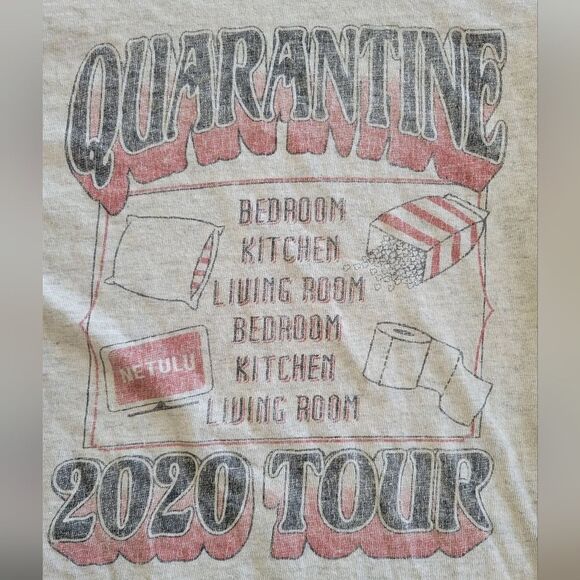 QUARANTINE
BEDROOM
KITCHEN
LIVING ROOM
BEDROOM
NETULU
KITCHEN
LIVING ROOM
2020 TOUR